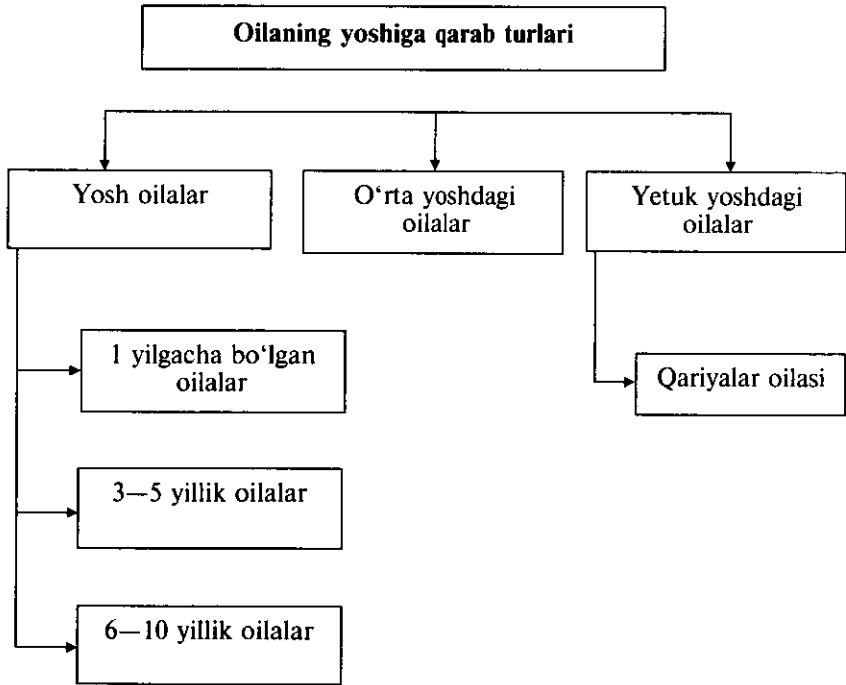 Oilaning yoshiga qarab turlari
Yosh oilalar
O‘rta yoshdagi
oilalar
Yetuk yoshdagi
oilalar
1 yilgacha bo‘lgan
oilalar
Qariyalar oilasi
3—5 yillik oilalar
6—10 yillik oilalar